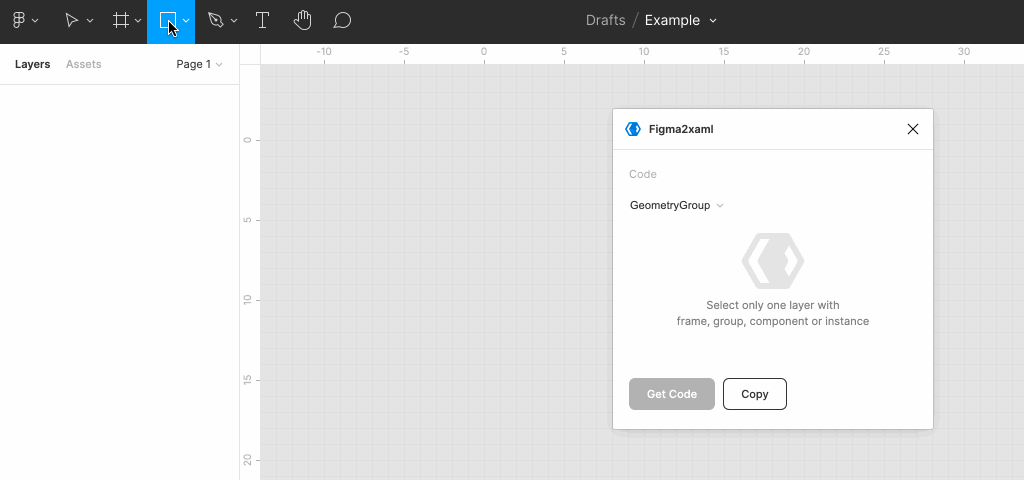 Drafts / Example
Layers Assets Page 1
-10 -5 0 5 10 15 20 25 30
0
5
10
15
20
Figma2xaml
Code
GeometryGroup
Select only one layer with
frame, group, component or instance
Get Code Copy